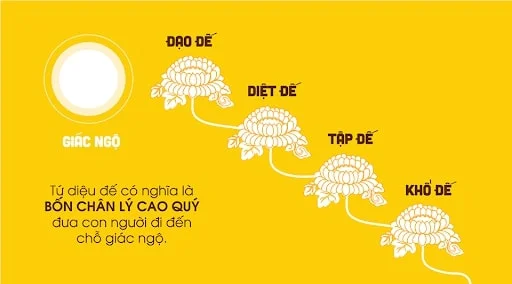 ĐẠO ĐẾ
DIỆT ĐẾ
GIÁC NGỘ
TẬP ĐẾ
KHỔ ĐẾ
Tứ diệu đế có nghĩa là
BỐN CHÂN LÝ CAO QUÝ
đưa con người đi đến
chỗ giác ngộ.